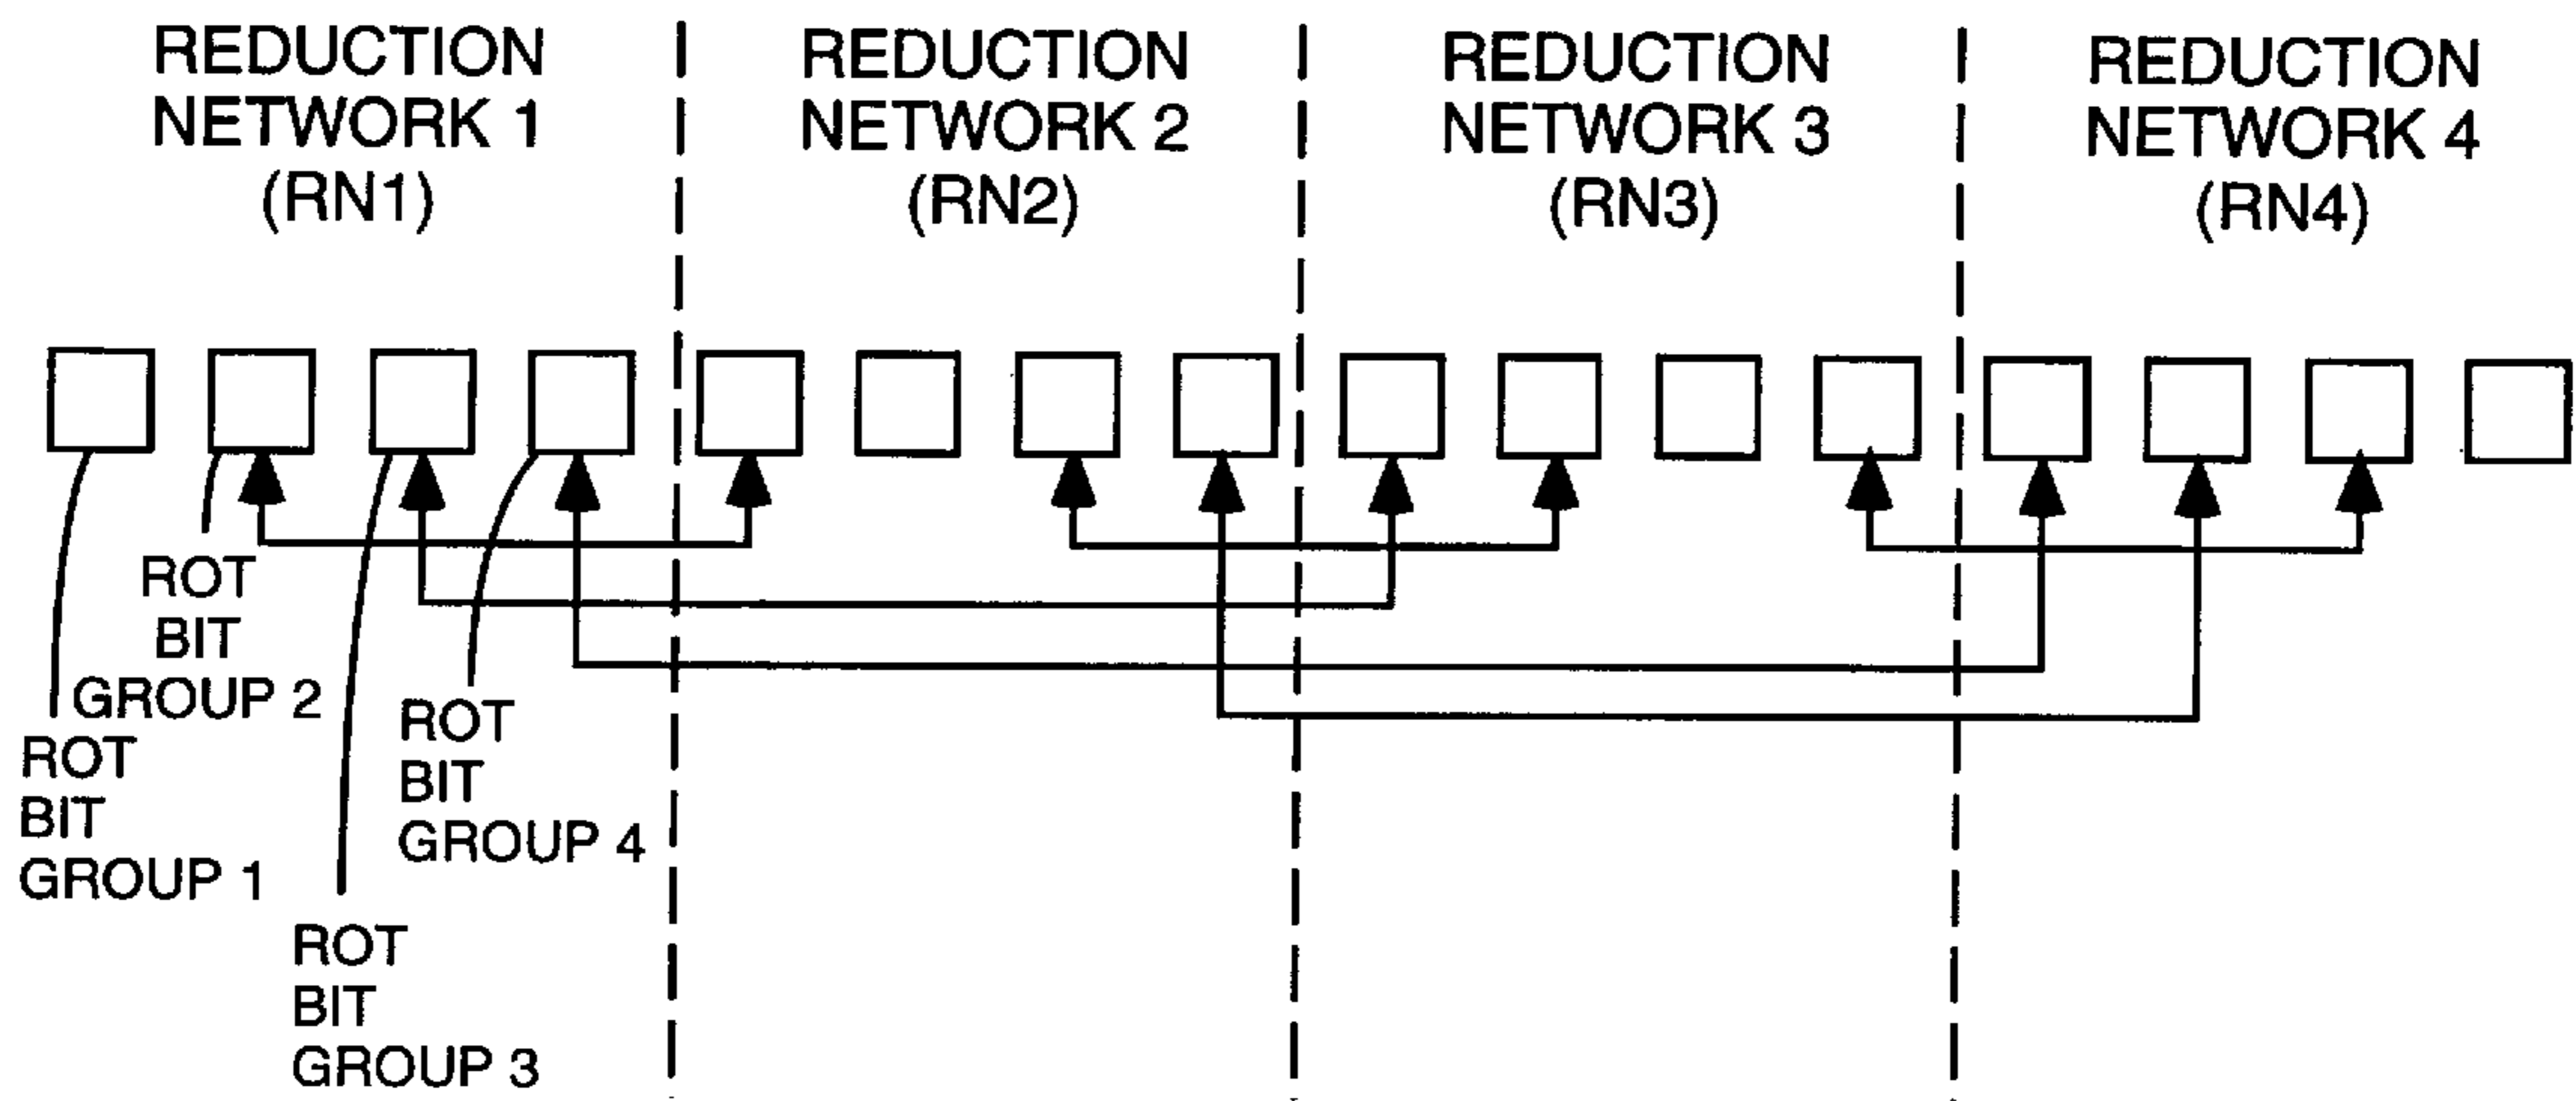 REDUCTION
NETWORK 1
(RN1)
REDUCTION
NETWORK 2
(RN2)
REDUCTION
NETWORK 3
(RN3)
REDUCTION
NETWORK 4
(RN4)
ROT
BIT
GROUP 2
ROT
BIT
GROUP 1
ROT
BIT
GROUP 4
ROT
BIT
GROUP 3